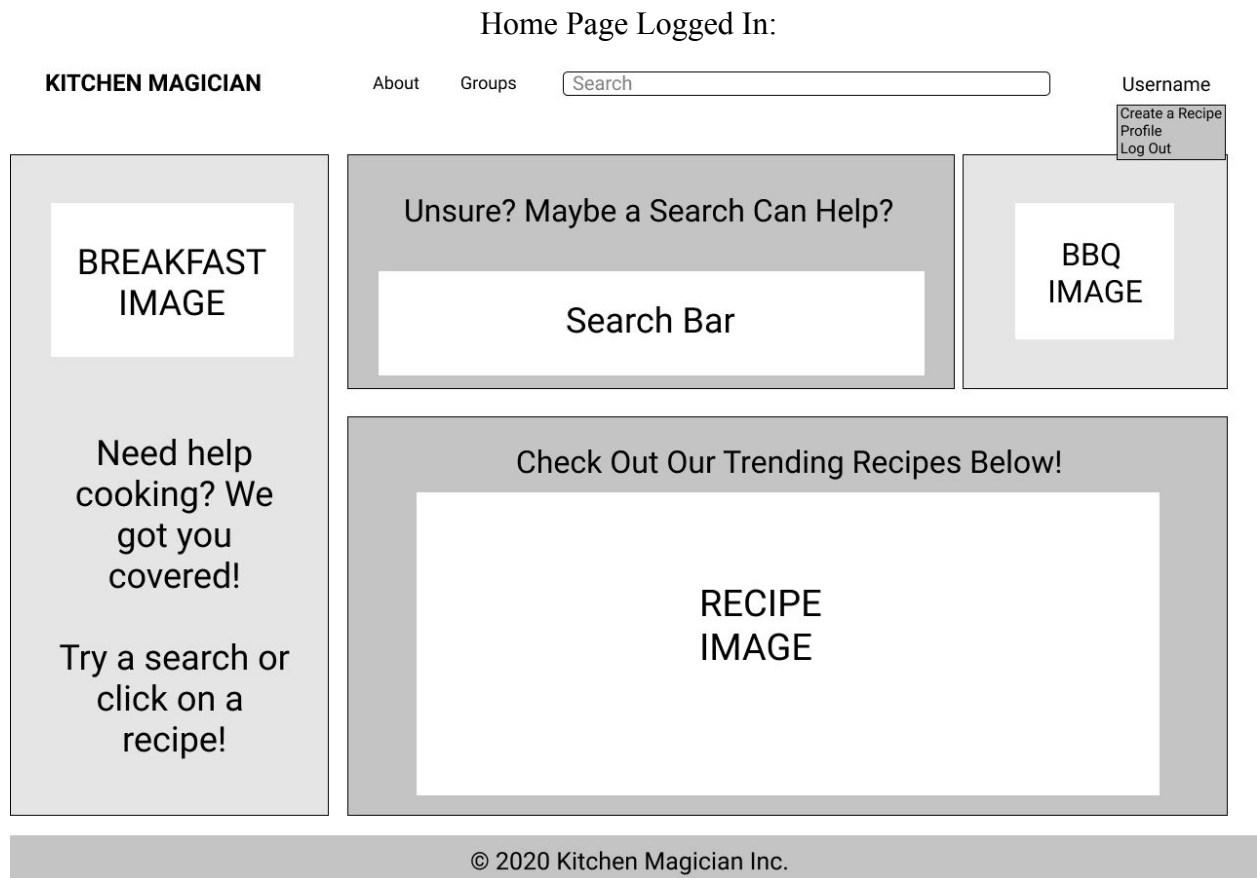 Home Page Logged In:
KITCHEN MAGICIAN
About
Groups
Search
Username
Create a Recipe
Profile
Log Out
BREAKFAST
IMAGE
Need help
cooking? We
got you
covered!
Try a search or
click on a
recipe!
Unsure? Maybe a Search Can Help?
Search Bar
BBQ
IMAGE
Check Out Our Trending Recipes Below!
RECIPE
IMAGE
© 2020 Kitchen Magician Inc.